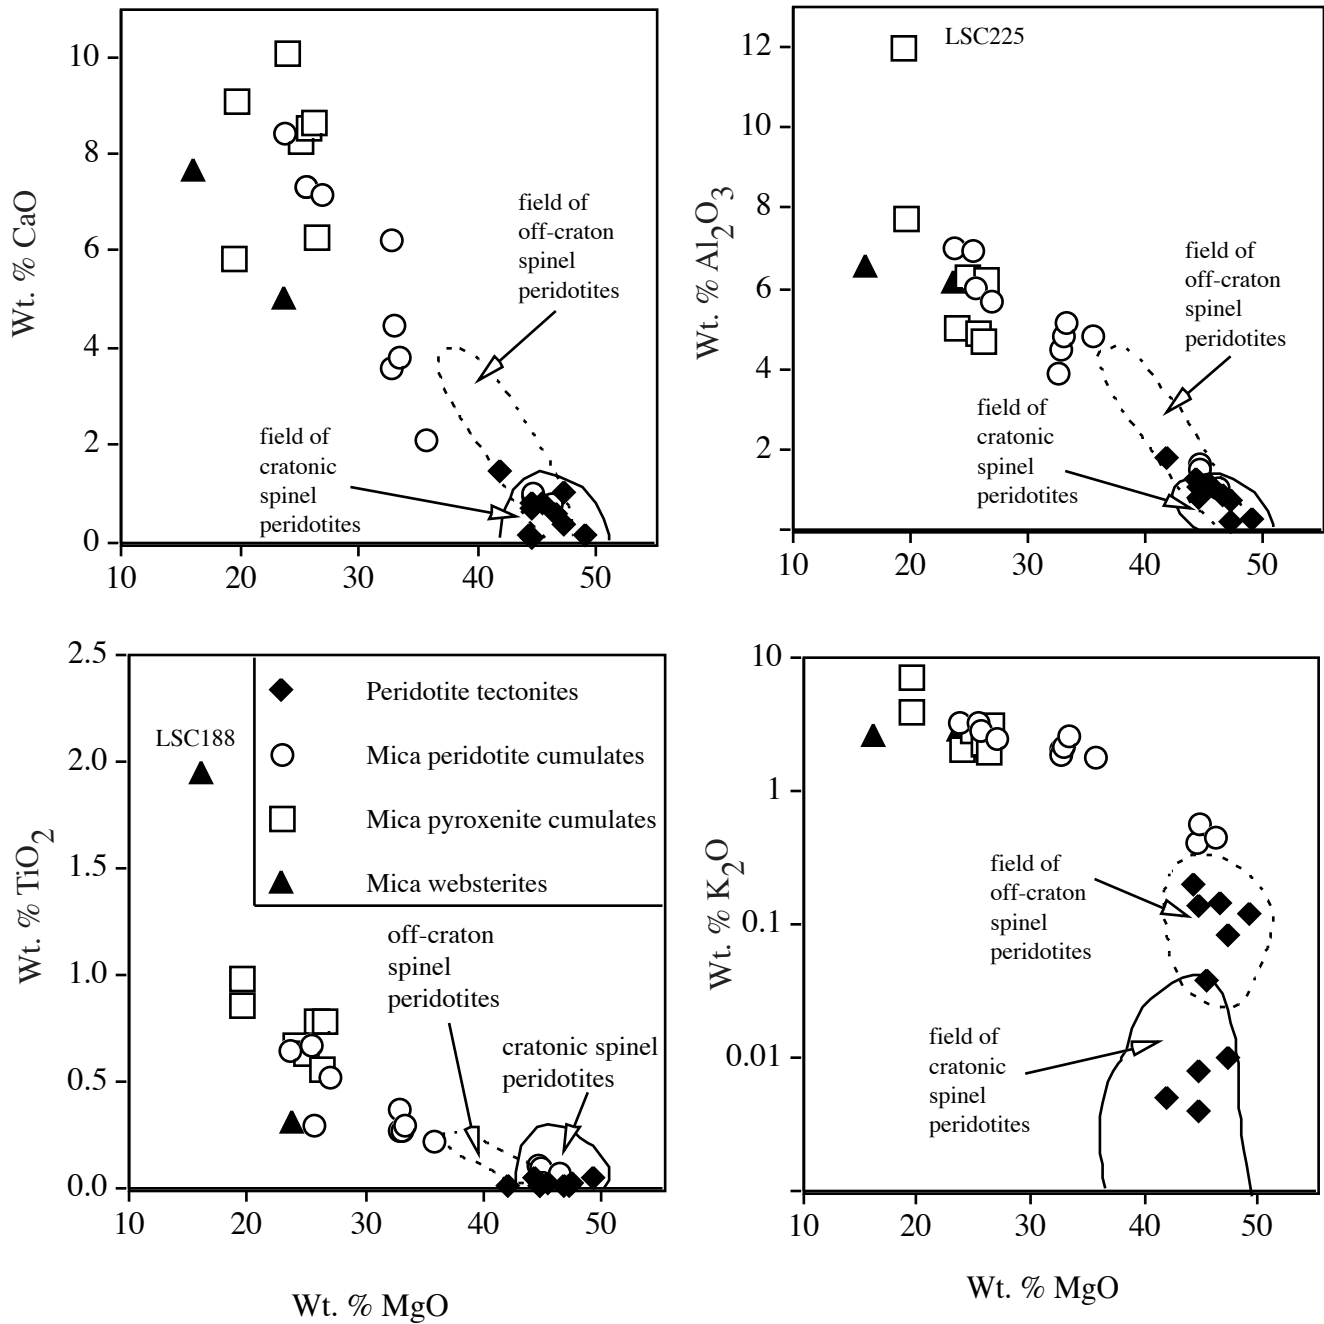 Wt. % CaO
10
8
6
4
2
0
field of
off-craton
spinel
peridotites
field of
cratonic
spinel
peridotites
10
20
30
40
50
Wt. % Al2O3
12
10
8
6
4
2
LSC225
field of
off-craton
spinel
peridotites
field of
cratonic
spinel
peridotites
10
20
30
40
50
Wt. % TiO2
2.5
2.0
1.5
1.0
0.5
0.0
LSC188
Peridotite tectonites
Mica peridotite cumulates
Mica pyroxenite cumulates
Mica websterites
off-craton
spinel
peridotites
cratonic spinel
peridotites
10
20
30
40
50
Wt. % MgO
Wt. % K2O
10
1
0.1
0.01
field of
off-craton
spinel
peridotites
field of
cratonic
spinel
peridotites
10
20
30
40
50
Wt. % MgO